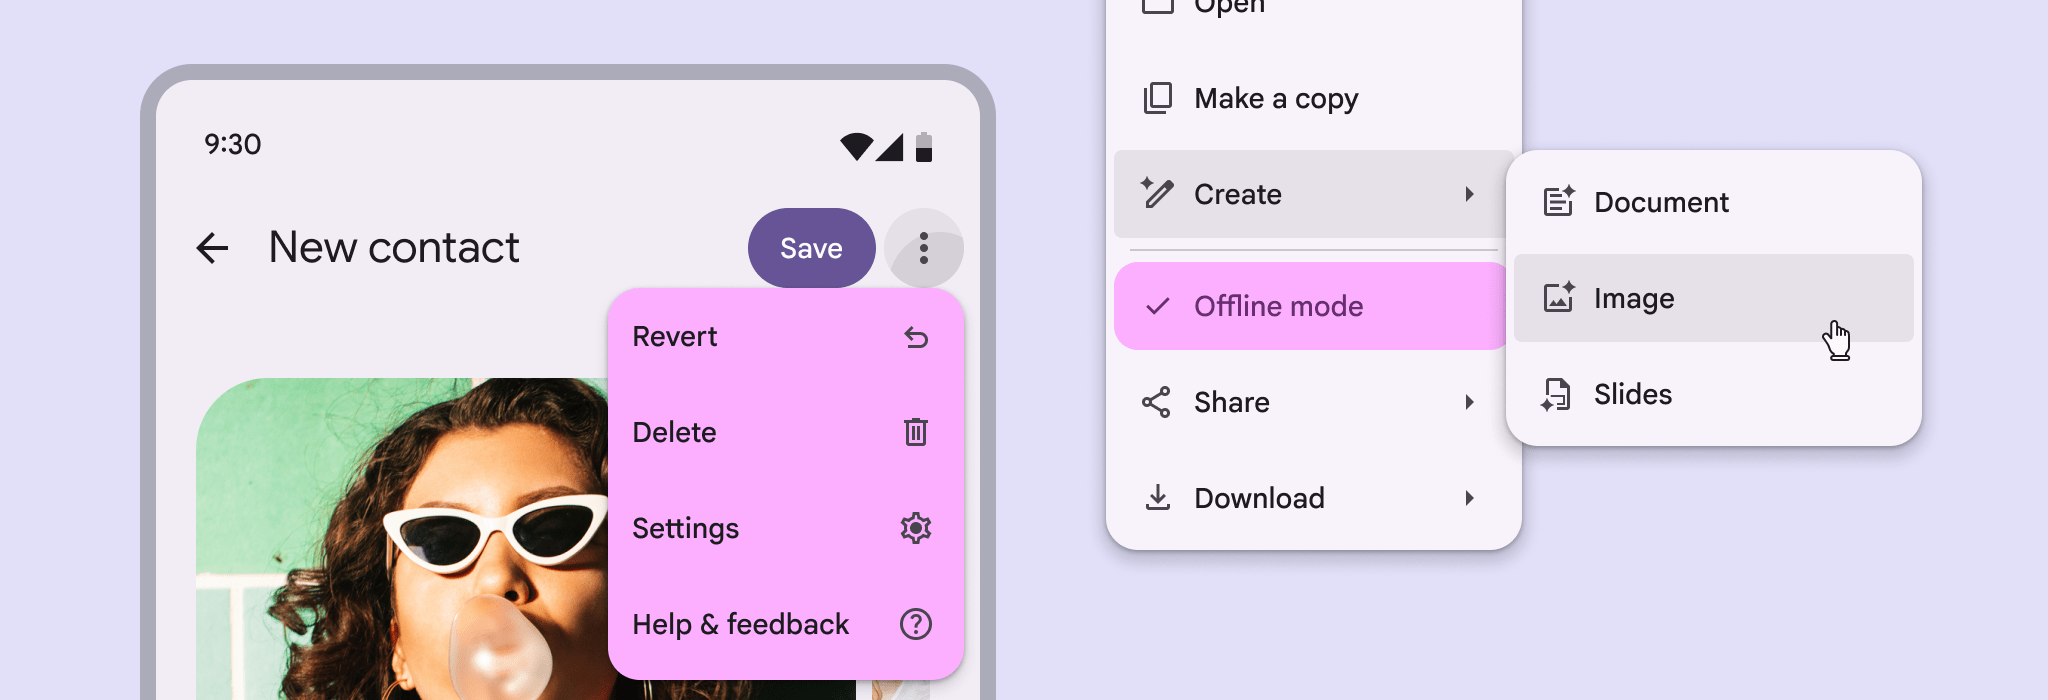 9:30
New contact
Save
Revert
Delete
Settings
Help & feedback
Open
Make a copy
Create
Offline mode
Share
Download
Document
Image
Slides